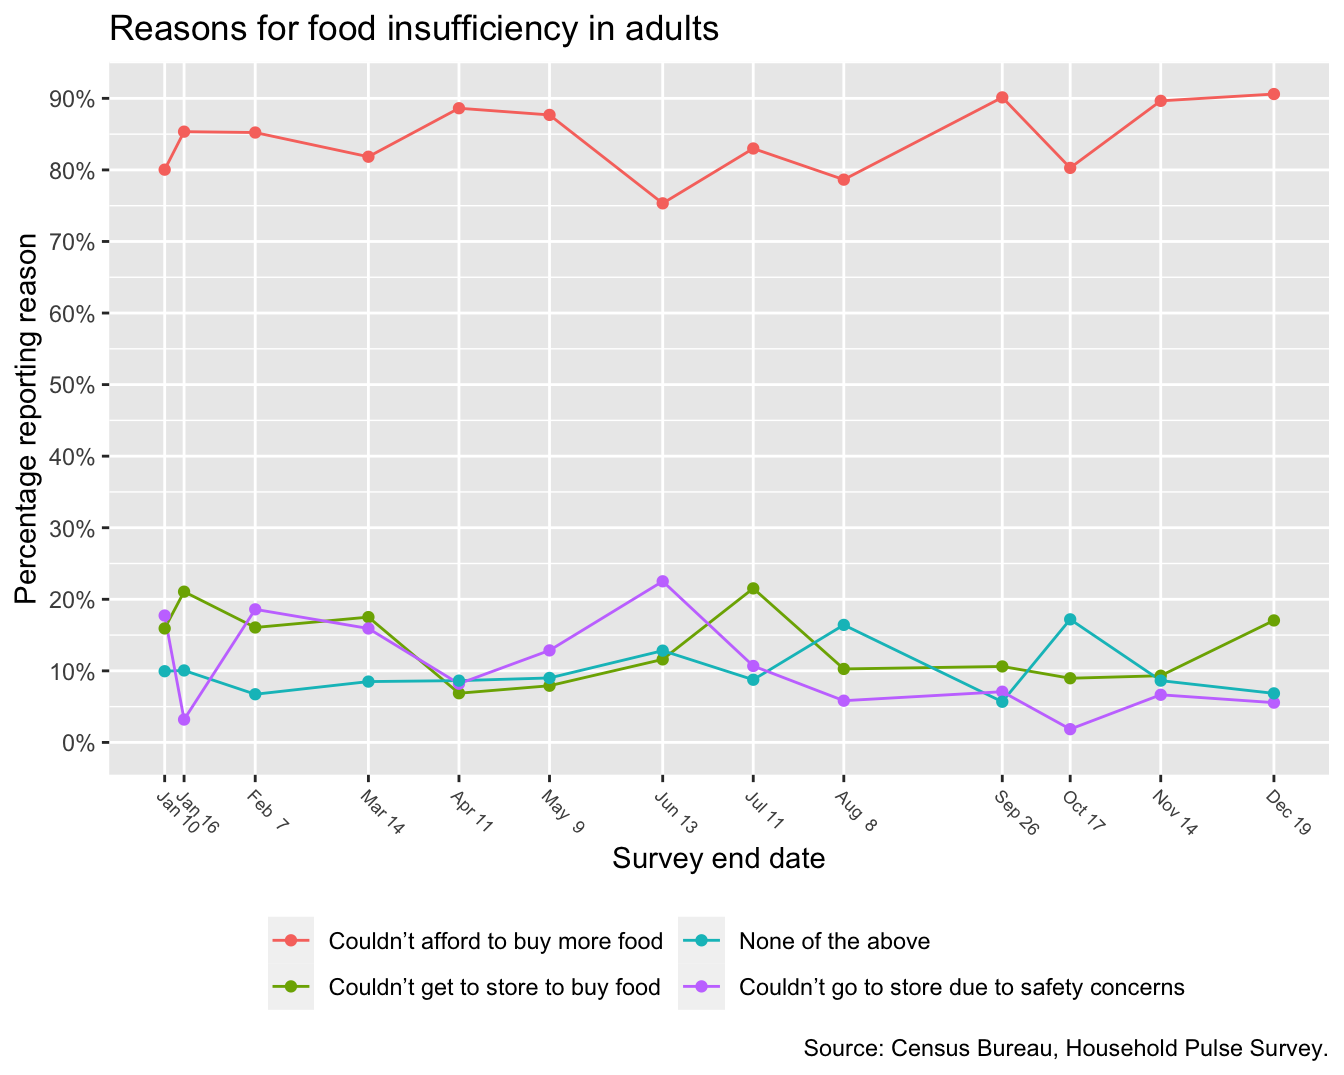 Reasons for food insufficiency in adults
Percentage reporting reason
90%
80%
70%
60%
50%
40%
30%
20%
10%
0%
Jan 10
Jan 16
Feb 7
Mar 14
Apr 11
May 9
Jun 13
Jul 11
Aug 8
Sep 26
Oct 17
Nov 14
Dec 19
Survey end date
Couldn’t afford to buy more food
None of the above
Couldn’t get to store to buy food
Couldn’t go to store due to safety concerns
Source: Census Bureau, Household Pulse Survey.